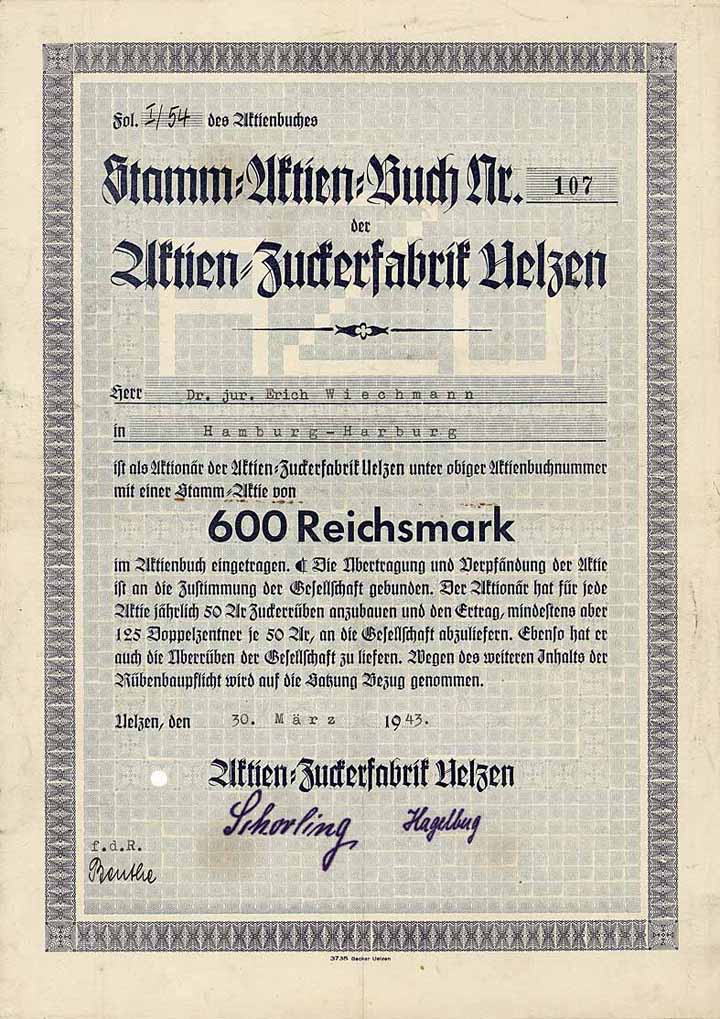 Fol. I/54 des Aktienbuches
Stamm=Aktien=Buch Nr. 107
der
Aktien=Zuckerfabrik Uelzen
AZU
Herr Dr. jur. Erich Wiechmann
in Hamburg-Harburg
ist als Aktionär der Aktien=Zuckerfabrik Uelzen unter obiger Aktienbuchnummer
mit einer Stamm=Aktie von
600 Reichsmark
im Aktienbuch eingetragen. ❡ Die Übertragung und Verpfändung der Aktie
ist an die Zustimmung der Gesellschaft gebunden. Der Aktionär hat für jede
Aktie jährlich 50 Ar Zuckerrüben anzubauen und den Ertrag, mindestens aber
125 Doppelzentner je 50 Ar, an die Gesellschaft abzuliefern. Ebenso hat er
auch die Überrüben der Gesellschaft zu liefern. Wegen des weiteren Inhalts der
Rübenbaupflicht wird auf die Satzung Bezug genommen.
Uelzen, den 30. März 1943.
Aktien=Zuckerfabrik Uelzen
Schorling Hagelbug
f.d.R.
Benthe
3735 Becker Uelzen